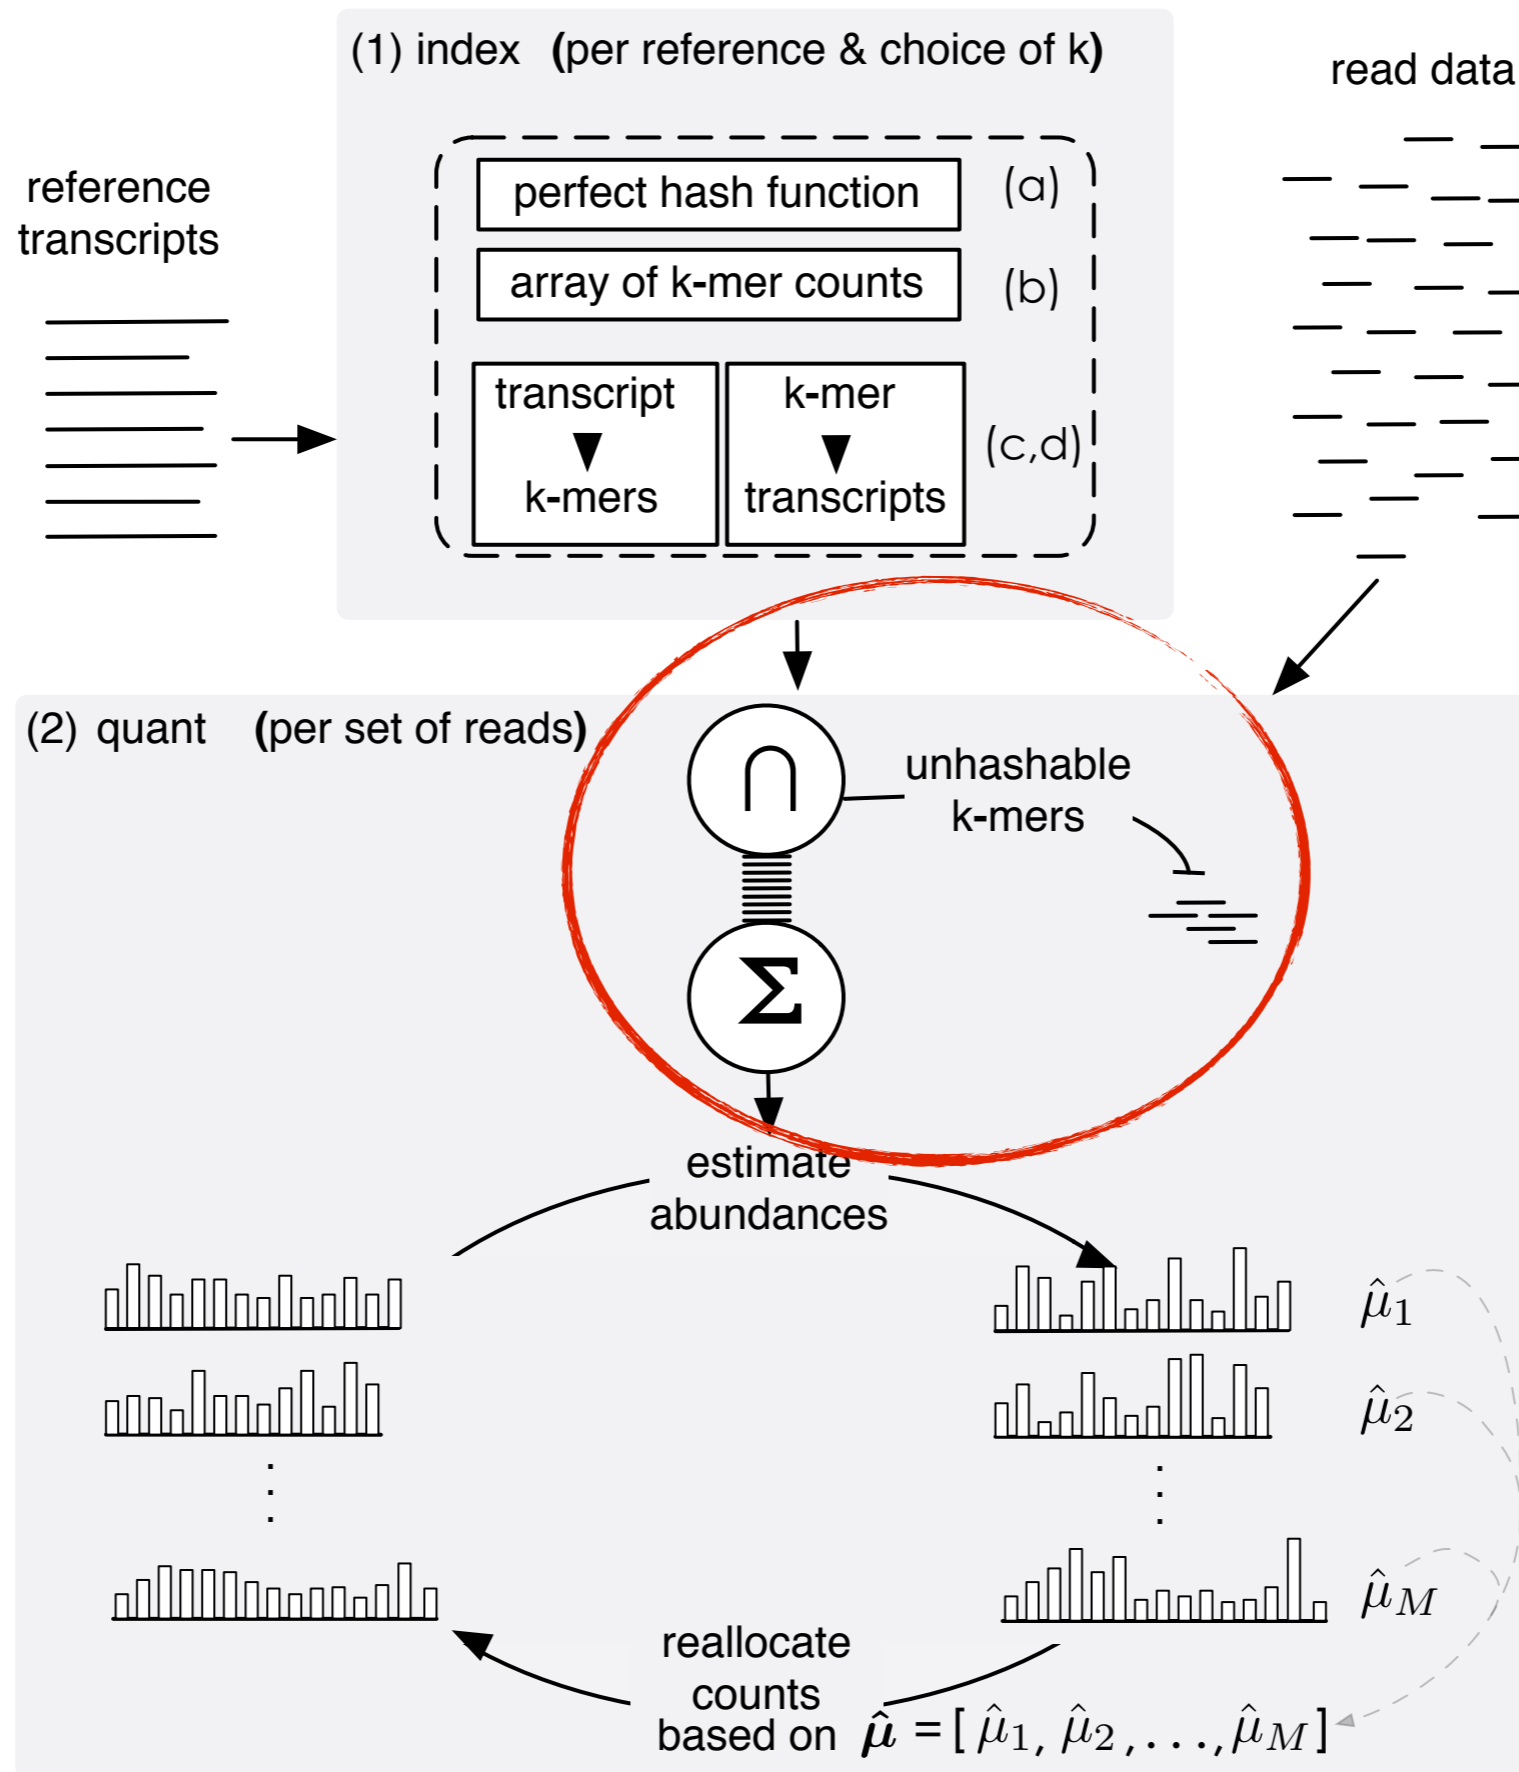 (1) index (per reference & choice of k)
read data
reference
transcripts
perfect hash function
(a)
array of k-mer counts
(b)
transcript
▼
k-mers
k-mer
▼
transcripts
(c,d)
(2) quant (per set of reads)
∩
unhashable
k-mers
Σ
estimate
abundances
μ̂₁
μ̂₂
μ̂_M
reallocate
counts
based on μ̂ = [ μ̂₁, μ̂₂, ..., μ̂_M ]